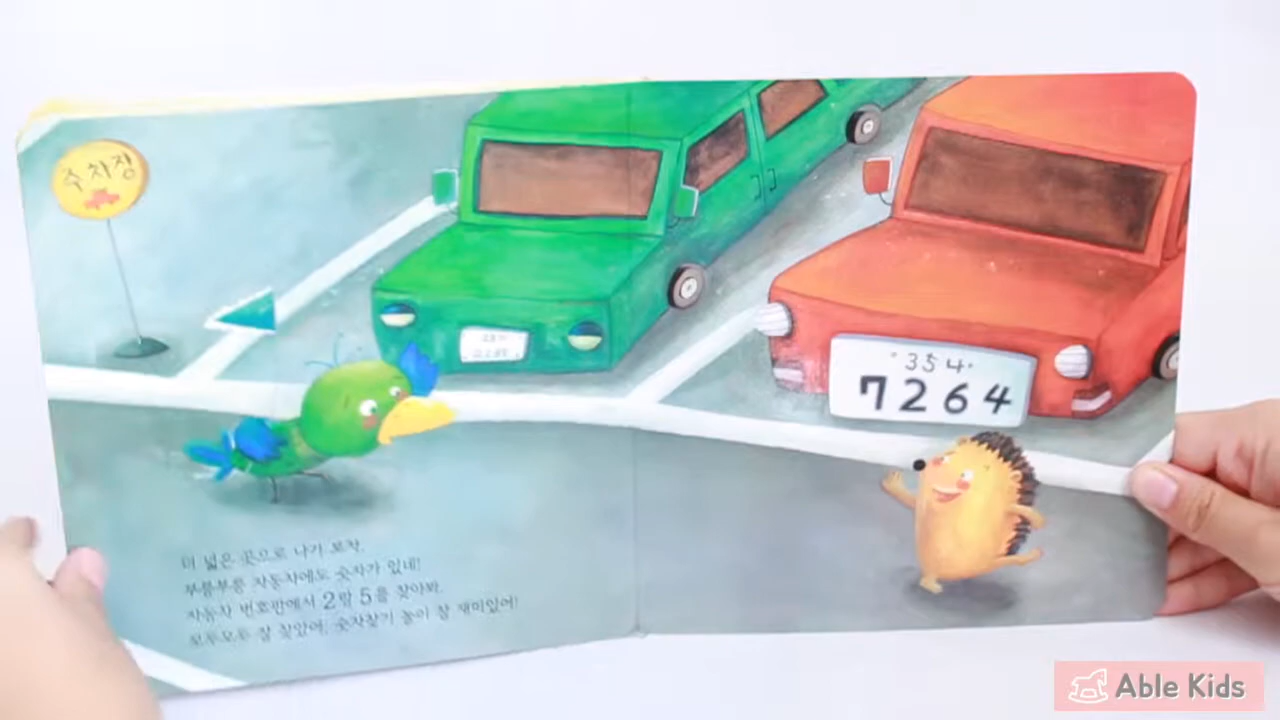 주차장
·354·
7264
더 넓은 곳으로 나가 보자.
부릉부릉 자동차에도 숫자가 있네!
자동차 번호판에서 2랑 5를 찾아봐.
모두모두 잘 찾았어, 숫자찾기 놀이 참 재미있어!
Able Kids